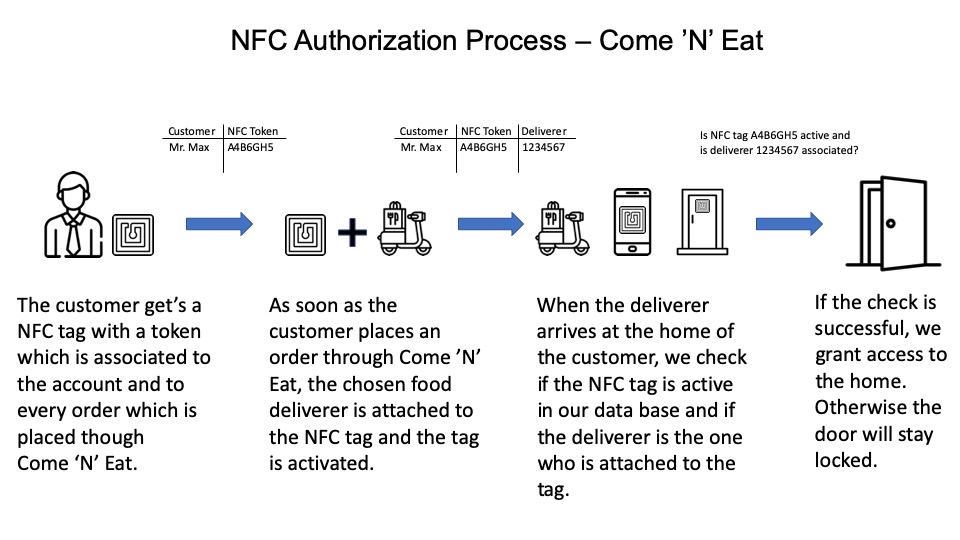 NFC Authorization Process – Come ’N’ Eat
Customer NFC Token
Mr. Max A4B6GH5
Customer NFC Token Deliverer
Mr. Max A4B6GH5 1234567
Is NFC tag A4B6GH5 active and
is deliverer 1234567 associated?
The customer get’s a
NFC tag with a token
which is associated to
the account and to
every order which is
placed though
Come ‘N’ Eat.
As soon as the
customer places an
order through Come ’N’
Eat, the chosen food
deliverer is attached to
the NFC tag and the tag
is activated.
When the deliverer
arrives at the home of
the customer, we check
if the NFC tag is active
in our data base and if
the deliverer is the one
who is attached to the
tag.
If the check is
successful, we
grant access to
the home.
Otherwise the
door will stay
locked.